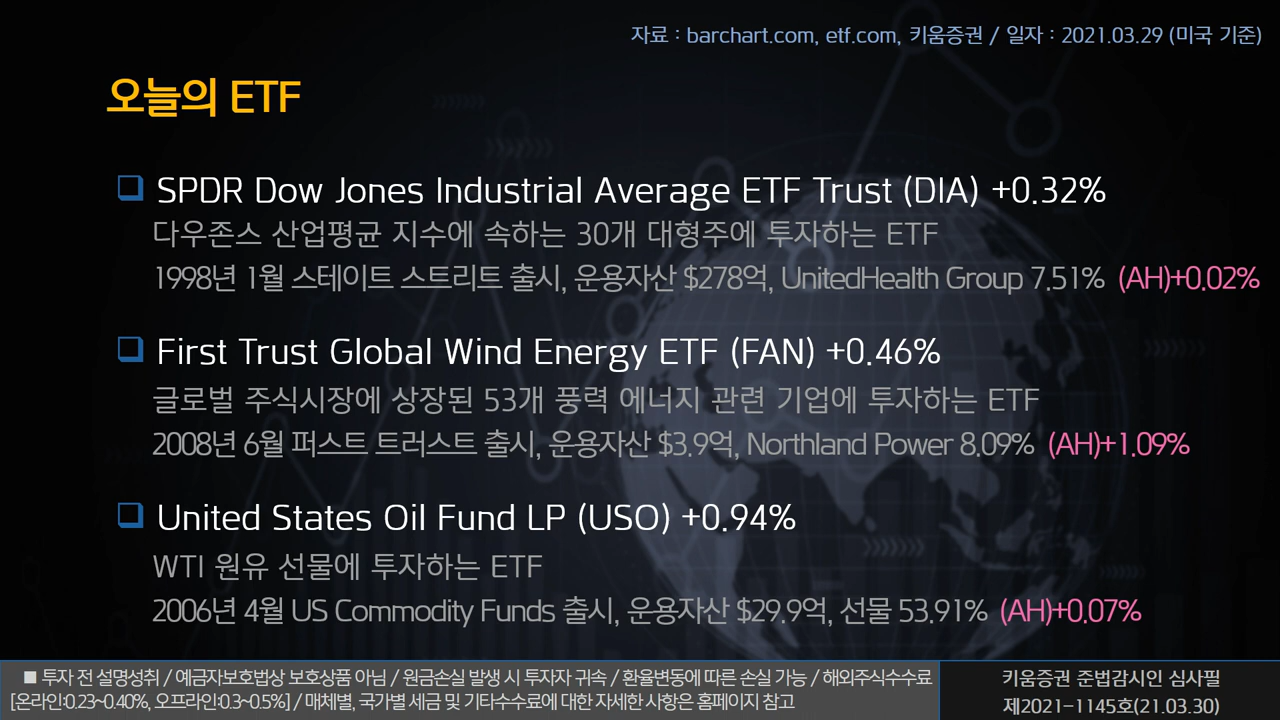 자료 : barchart.com, etf.com, 키움증권 / 일자 : 2021.03.29 (미국 기준)
오늘의 ETF
❑ SPDR Dow Jones Industrial Average ETF Trust (DIA) +0.32%
다우존스 산업평균 지수에 속하는 30개 대형주에 투자하는 ETF
1998년 1월 스테이트 스트리트 출시, 운용자산 $278억, UnitedHealth Group 7.51% (AH)+0.02%
❑ First Trust Global Wind Energy ETF (FAN) +0.46%
글로벌 주식시장에 상장된 53개 풍력 에너지 관련 기업에 투자하는 ETF
2008년 6월 퍼스트 트러스트 출시, 운용자산 $3.9억, Northland Power 8.09% (AH)+1.09%
❑ United States Oil Fund LP (USO) +0.94%
WTI 원유 선물에 투자하는 ETF
2006년 4월 US Commodity Funds 출시, 운용자산 $29.9억, 선물 53.91% (AH)+0.07%
■ 투자 전 설명성취 / 예금자보호법상 보호상품 아님 / 원금손실 발생 시 투자자 귀속 / 환율변동에 따른 손실 가능 / 해외주식수수료
[온라인:0.23~0.40%, 오프라인:0.3~0.5%] / 매체별, 국가별 세금 및 기타수수료에 대한 자세한 사항은 홈페이지 참고
키움증권 준법감시인 심사필
제2021-1145호(21.03.30)